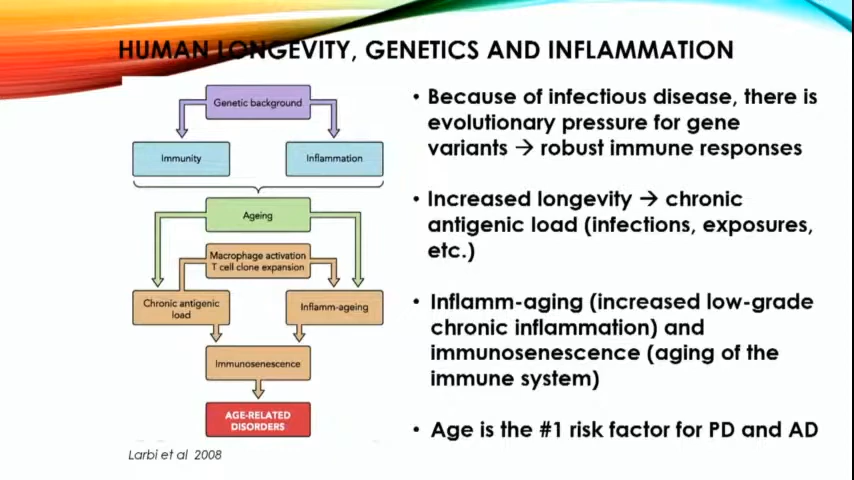 HUMAN LONGEVITY, GENETICS AND INFLAMMATION
Genetic background
Immunity
Inflammation
Ageing
Macrophage activation
T cell clone expansion
Chronic antigenic
load
Inflamm-ageing
Immunosenescence
AGE-RELATED
DISORDERS
Larbi et al 2008
• Because of infectious disease, there is
evolutionary pressure for gene
variants → robust immune responses
• Increased longevity → chronic
antigenic load (infections, exposures,
etc.)
• Inflamm-aging (increased low-grade
chronic inflammation) and
immunosenescence (aging of the
immune system)
• Age is the #1 risk factor for PD and AD